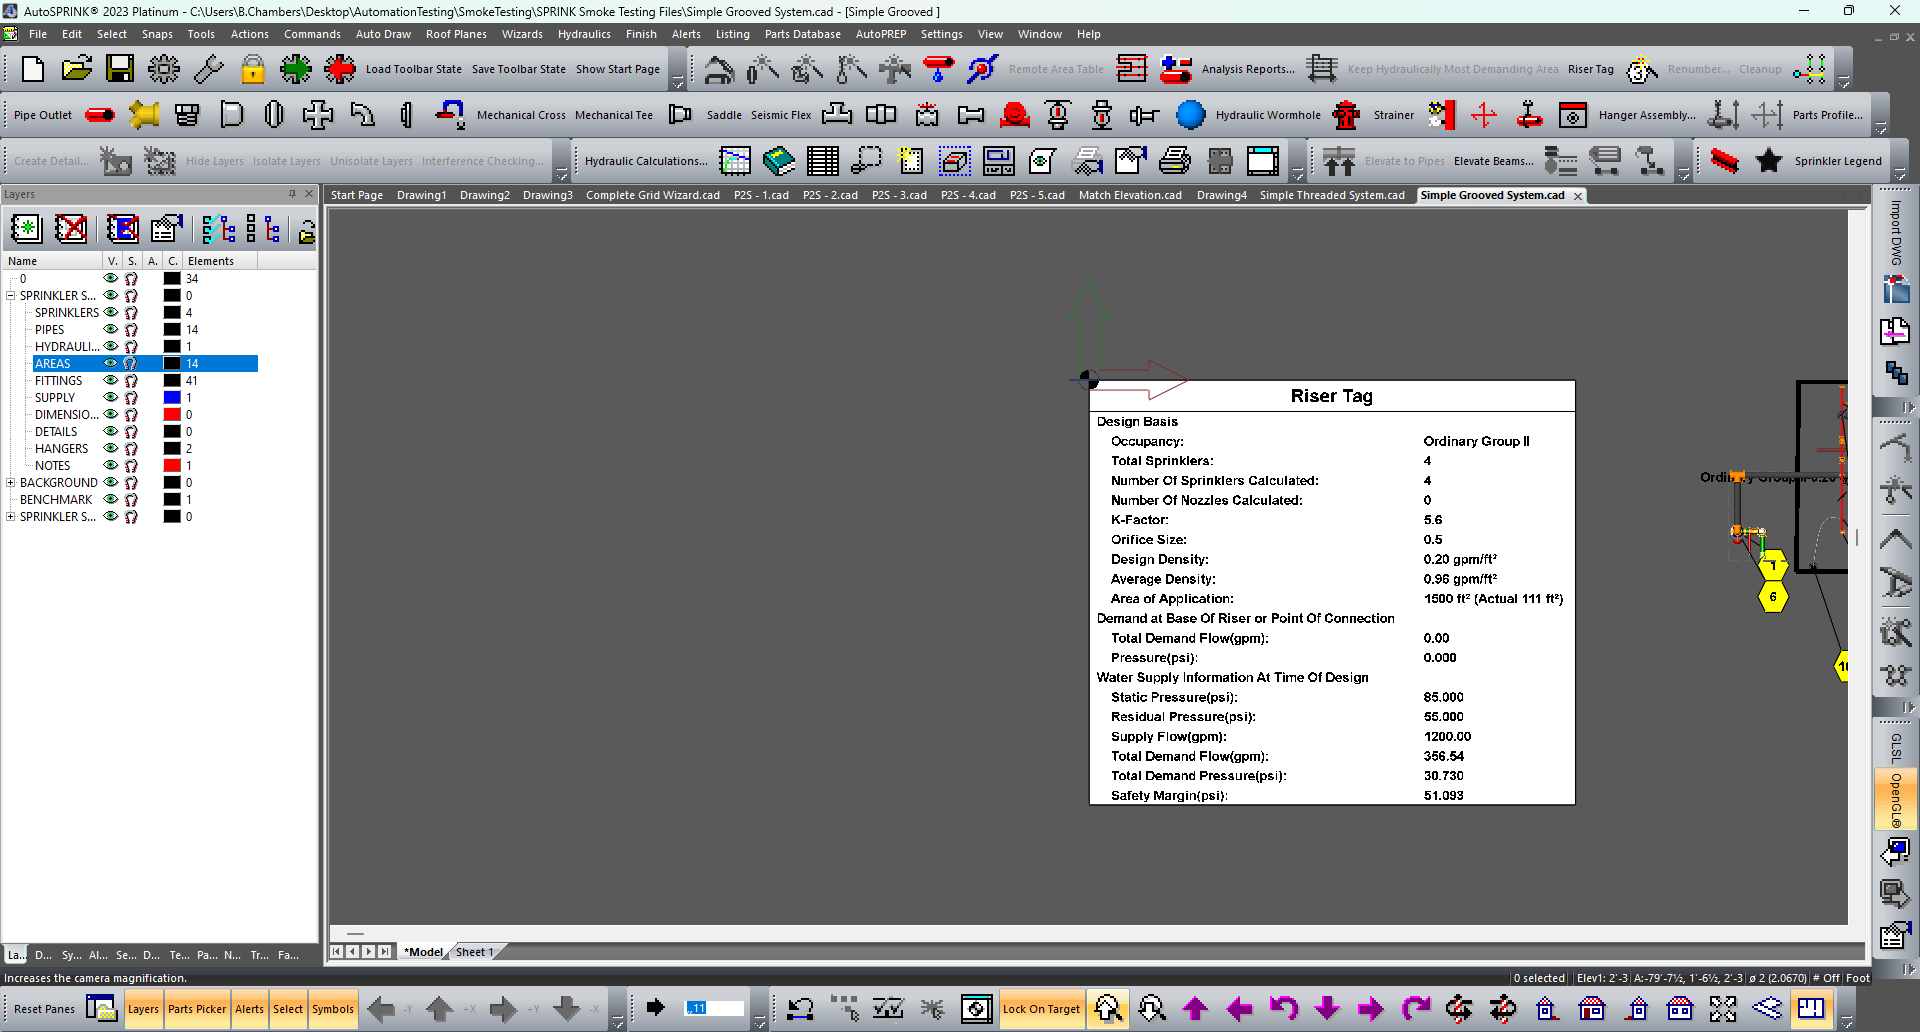 AutoSPRINK® 2023 Platinum - C:\Users\B.Chambers\Desktop\AutomationTesting\SmokeTesting\SPRINK Smoke Testing Files\Simple Grooved System.cad - [Simple Grooved ]
File Edit Select Snaps Tools Actions Commands Auto Draw Roof Planes Wizards Hydraulics Finish Alerts Listing Parts Database AutoPREP Settings View Window Help
Load Toolbar State Save Toolbar State Show Start Page Remote Area Table Analysis Reports... Keep Hydraulically Most Demanding Area Riser Tag Renumber... Cleanup
Pipe Outlet Mechanical Cross Mechanical Tee Saddle Seismic Flex Hydraulic Wormhole Strainer Hanger Assembly... Parts Profile...
Create Detail... Hide Layers Isolate Layers Unisolate Layers Interference Checking... Hydraulic Calculations... Elevate to Pipes Elevate Beams... Sprinkler Legend
Layers
Start Page Drawing1 Drawing2 Drawing3 Complete Grid Wizard.cad P2S - 1.cad P2S - 2.cad P2S - 3.cad P2S - 4.cad P2S - 5.cad Match Elevation.cad Drawing4 Simple Threaded System.cad Simple Grooved System.cad
Name V. S. A. C. Elements
0 34
SPRINKLER S... 0
SPRINKLERS 4
PIPES 14
HYDRAULI... 1
AREAS 14
FITTINGS 41
SUPPLY 1
DIMENSIO... 0
DETAILS 0
HANGERS 2
NOTES 1
BACKGROUND 0
BENCHMARK 1
SPRINKLER S... 0
Riser Tag
Design Basis
Occupancy: Ordinary Group II
Total Sprinklers: 4
Number Of Sprinklers Calculated: 4
Number Of Nozzles Calculated: 0
K-Factor: 5.6
Orifice Size: 0.5
Design Density: 0.20 gpm/ft²
Average Density: 0.96 gpm/ft²
Area of Application: 1500 ft² (Actual 111 ft²)
Demand at Base Of Riser or Point Of Connection
Total Demand Flow(gpm): 0.00
Pressure(psi): 0.000
Water Supply Information At Time Of Design
Static Pressure(psi): 85.000
Residual Pressure(psi): 55.000
Supply Flow(gpm): 1200.00
Total Demand Flow(gpm): 356.54
Total Demand Pressure(psi): 30.730
Safety Margin(psi): 51.093
1
6
10
Import DWG
GLSL
OpenGL®
La... D... Sy... Al... Se... D... Te... Pa... N... Tr... Fa...
*Model Sheet 1
Increases the camera magnification.
0 selected Elev1: 2'-3 A:-79'-7½, 1'-6½, 2'-3 ø 2 (2.0670) # Off Foot
Reset Panes Layers Parts Picker Alerts Select Symbols -Y +X +Y -X ,.11 Lock On Target